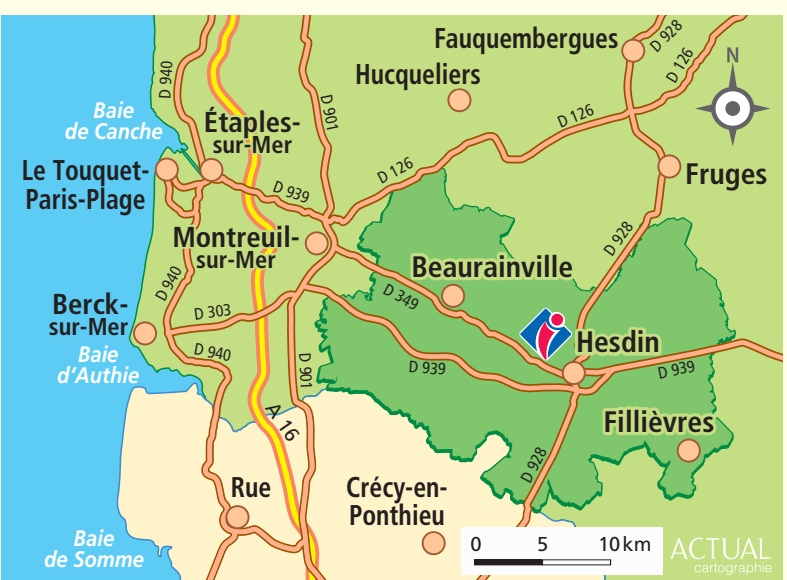 Fauquembergues
D 928
D 126
Hucqueliers
N
D 940
D 901
Baie
de Canche
Étaples-
sur-Mer
D 126
Le Touquet-
Paris-Plage
D 939
D 126
Fruges
Montreuil-
sur-Mer
D 928
Beaurainville
D 940
D 349
Berck-
sur-Mer
D 303
Hesdin
Baie
d'Authie
D 940
D 901
D 939
D 939
A 16
Fillièvres
D 928
Rue
Crécy-en-
Ponthieu
Baie
de Somme
0 5 10 km
ACTUAL
cartographie